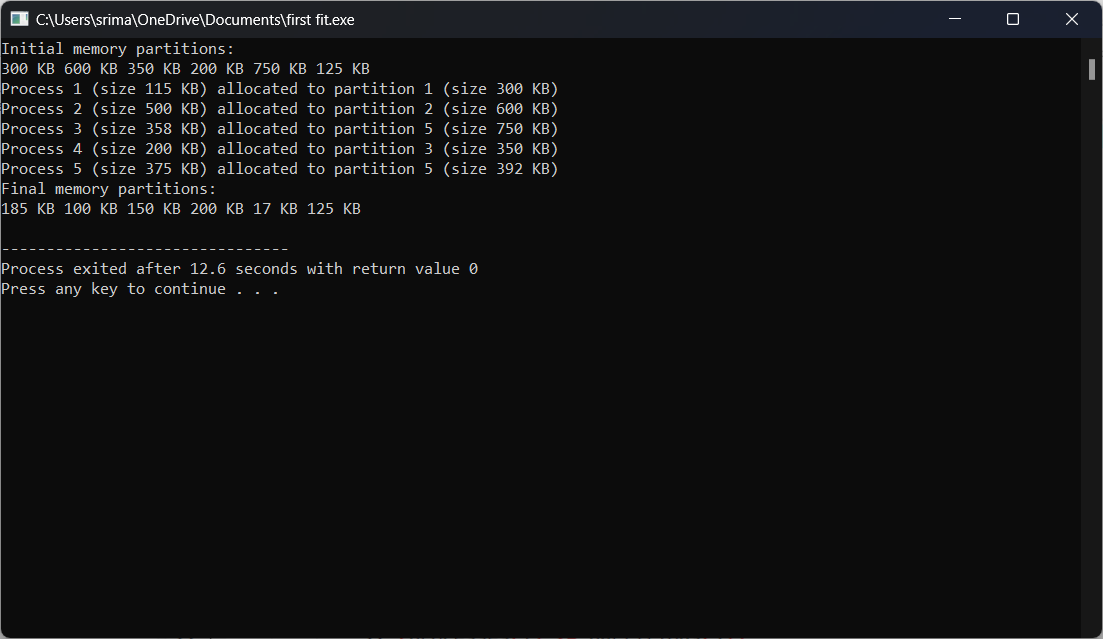 C:\Users\srima\OneDrive\Documents\first fit.exe
Initial memory partitions:
300 KB 600 KB 350 KB 200 KB 750 KB 125 KB
Process 1 (size 115 KB) allocated to partition 1 (size 300 KB)
Process 2 (size 500 KB) allocated to partition 2 (size 600 KB)
Process 3 (size 358 KB) allocated to partition 5 (size 750 KB)
Process 4 (size 200 KB) allocated to partition 3 (size 350 KB)
Process 5 (size 375 KB) allocated to partition 5 (size 392 KB)
Final memory partitions:
185 KB 100 KB 150 KB 200 KB 17 KB 125 KB
--------------------------------
Process exited after 12.6 seconds with return value 0
Press any key to continue . . .